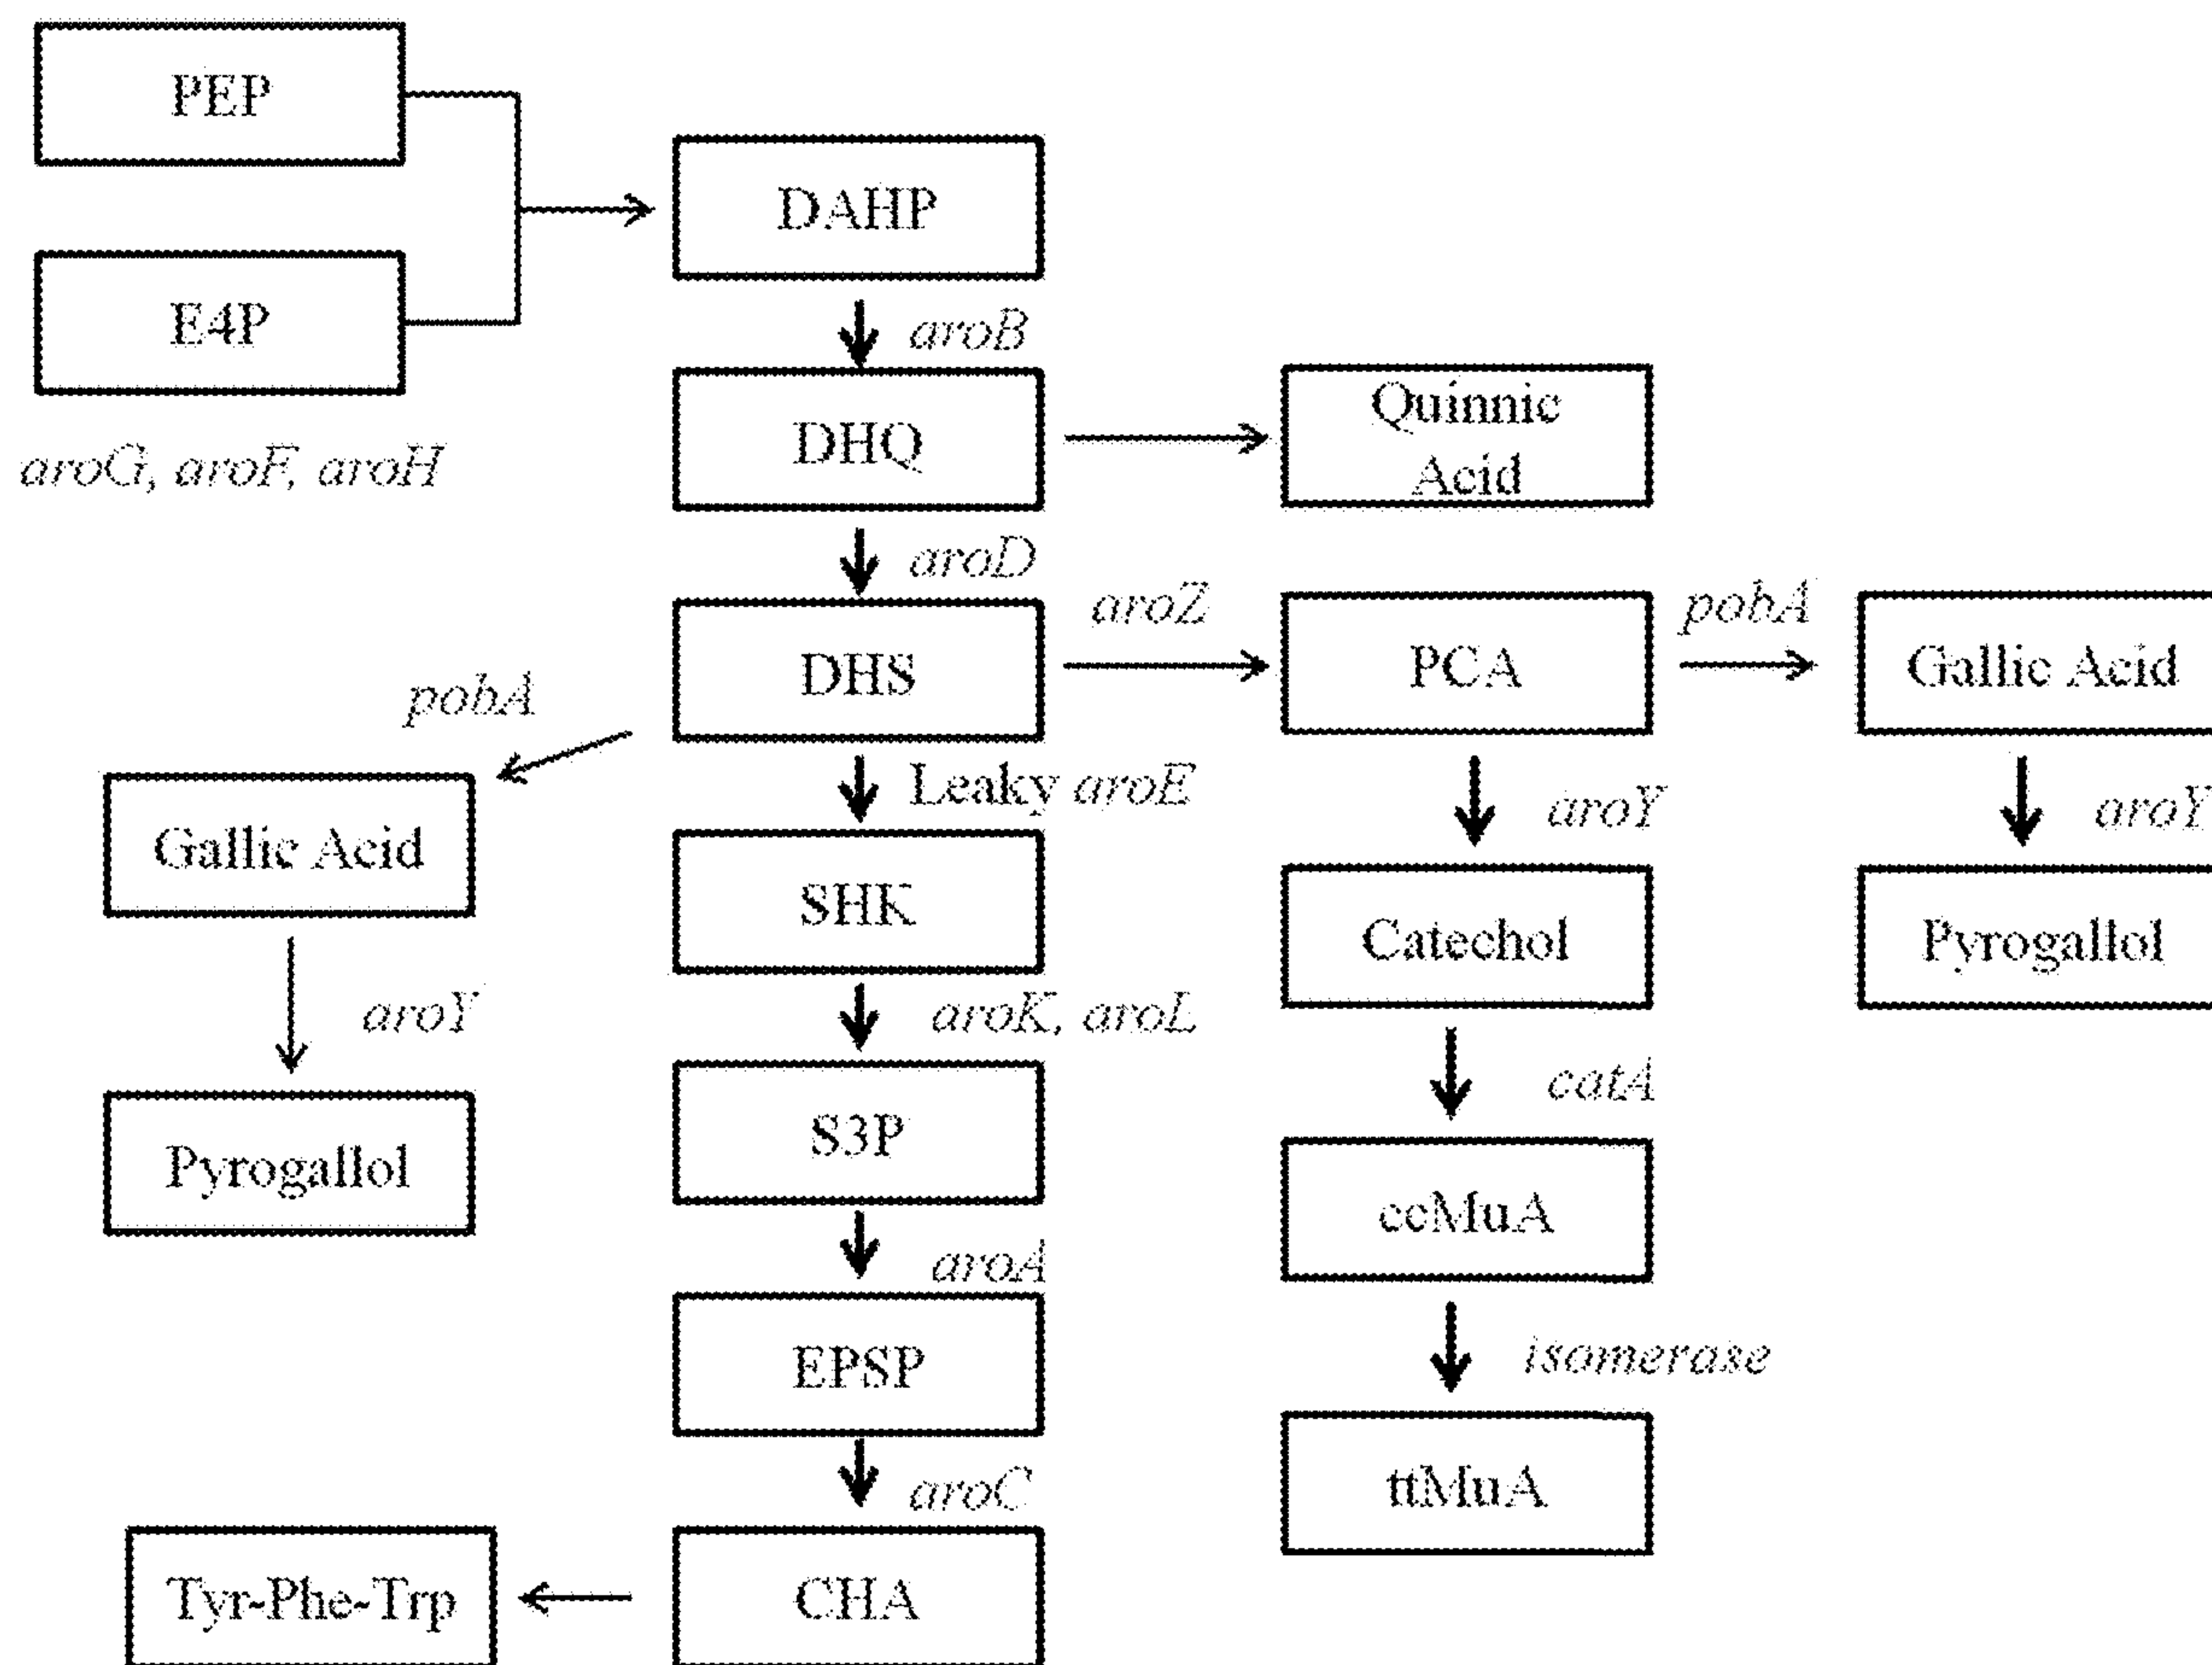 PEP
DAHP
E4P
aroB
aroG, aroF, aroH
DHQ
Quinnic
Acid
aroD
aroZ
pobA
DHS
PCA
Gallic Acid
pobA
Leaky aroE
aroY
aroY
Gallic Acid
SHK
Catechol
Pyrogallol
aroY
aroK, aroL
catA
Pyrogallol
S3P
ccMuA
aroA
isomerase
EPSP
ttMuA
aroC
Tyr-Phe-Trp
CHA